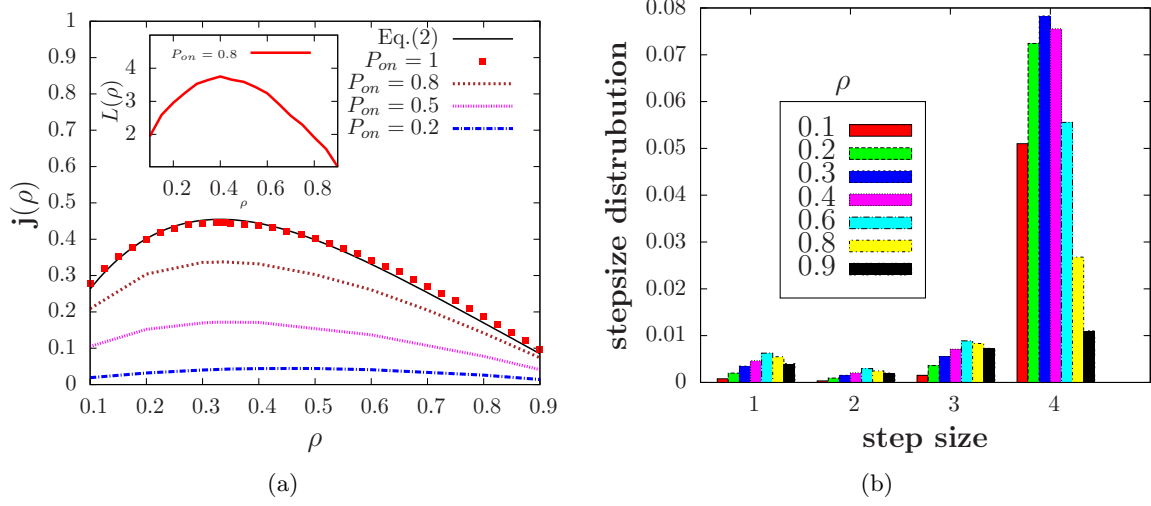 1
0.9
0.8
0.7
0.6
0.5
0.4
0.3
0.2
0.1
0
j(ρ)
0.1 0.2 0.3 0.4 0.5 0.6 0.7 0.8 0.9
ρ
Eq.(2)
P_on = 1
P_on = 0.8
P_on = 0.5
P_on = 0.2
P_on = 0.8
4
3
2
L(ρ)
0.2 0.4 0.6 0.8
ρ
(a)
0.08
0.07
0.06
0.05
0.04
0.03
0.02
0.01
0
stepsize distrubution
ρ
0.1
0.2
0.3
0.4
0.6
0.8
0.9
1 2 3 4
step size
(b)